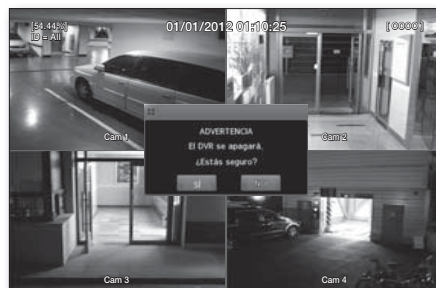 [54.44%] 01/01/2012 01:10:25 [0000]
ID = All
Cam 1
Cam 2
ADVERTENCIA
El DVR se apagará.
¿Estás seguro?
sí No
Cam 3
Cam 4